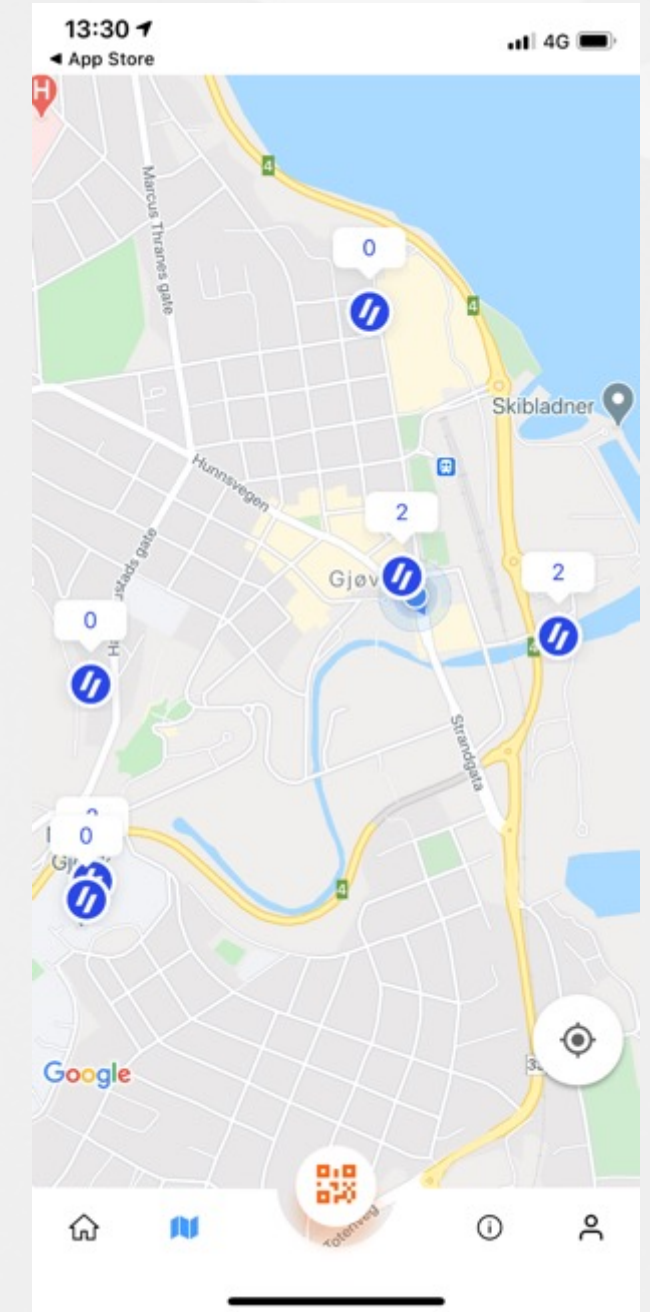 13:30
4G
◀ App Store
H
4
Marcus Thranes gate
0
4
Skibladner
Hunnsvegen
2
Gjøv
2
0
4
Strandgata
0
4
Google
Totenveg